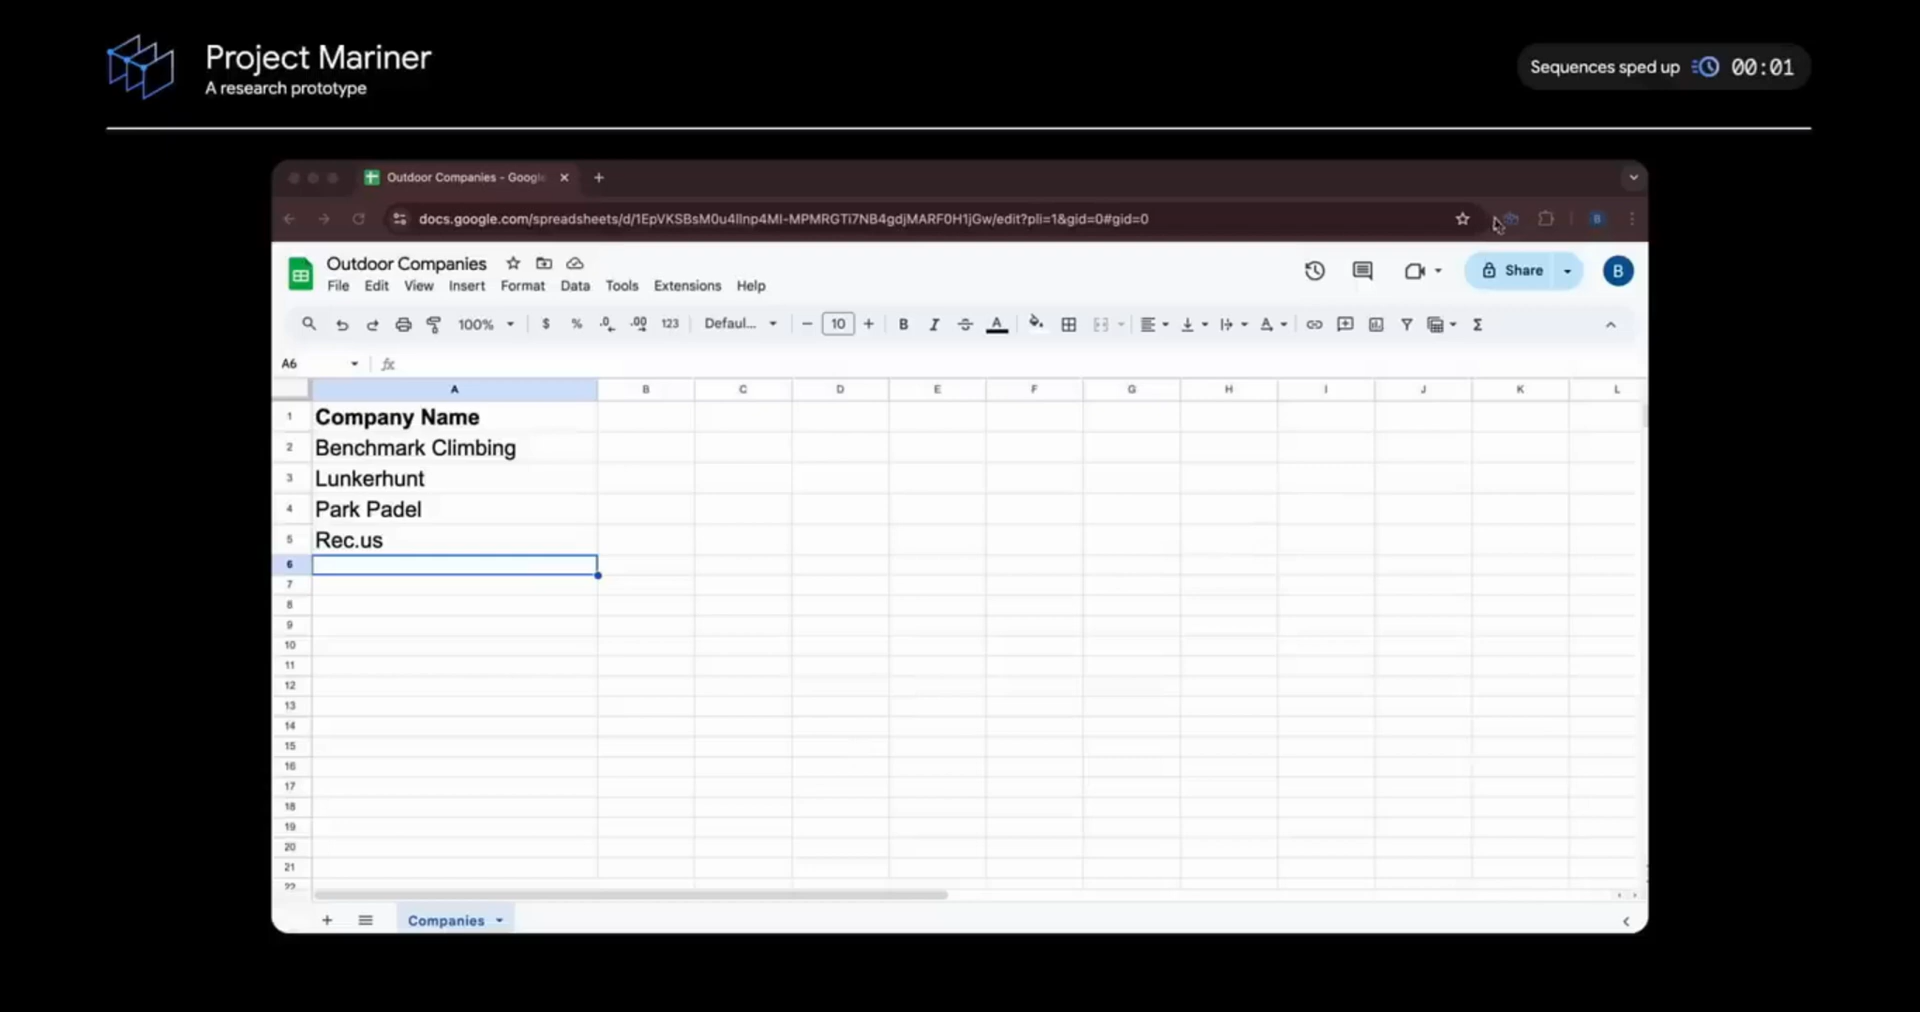 Project Mariner
A research prototype
Sequences sped up 00:01
Outdoor Companies - Google
docs.google.com/spreadsheets/d/1EpVKSBsM0u4lInp4MI-MPMRGTi7NB4gdjMARF0H1jGw/edit?pli=1&gid=0#gid=0
B
Outdoor Companies
File Edit View Insert Format Data Tools Extensions Help
Share
B
100% $ % .0 .00 123 Defaul... 10 B I A Σ
A6 fx
A B C D E F G H I J K L
1 Company Name
2 Benchmark Climbing
3 Lunkerhunt
4 Park Padel
5 Rec.us
6
7
8
9
10
11
12
13
14
15
16
17
18
19
20
21
22
Companies